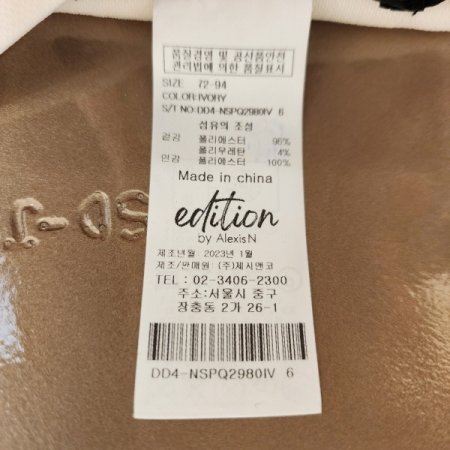 품질경영 및 공산품안전
관리법에 의한 품질표시
SIZE 72-94
COLOR:IVORY
S/T NO:DD4-NSPQ2980IV 6
섬유의 조성
겉감 폴리에스터 96%
폴리우레탄 4%
안감 폴리에스터 100%
Made in china
edition
by AlexisN
제조년월 : 2023년 1월
제조/판매원 : (주)제시앤코
TEL : 02-3406-2300
주소:서울시 중구
장충동 2가 26-1
DD4-NSPQ2980IV 6